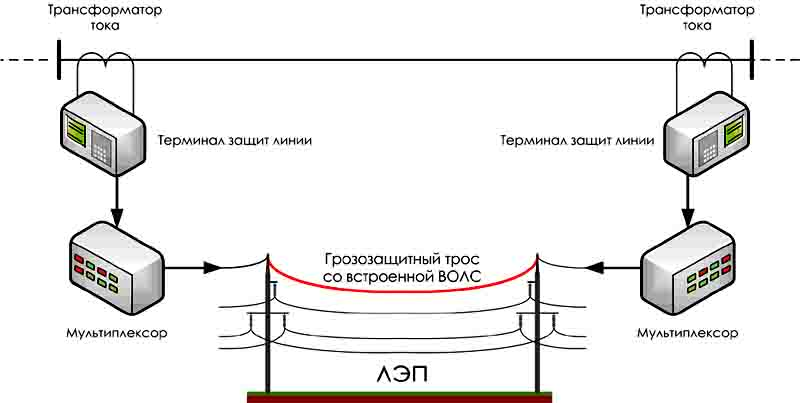 Трансформатор
тока
Трансформатор
тока
Терминал защит линии
Терминал защит линии
Грозозащитный трос
со встроенной ВОЛС
Мультиплексор
Мультиплексор
ЛЭП